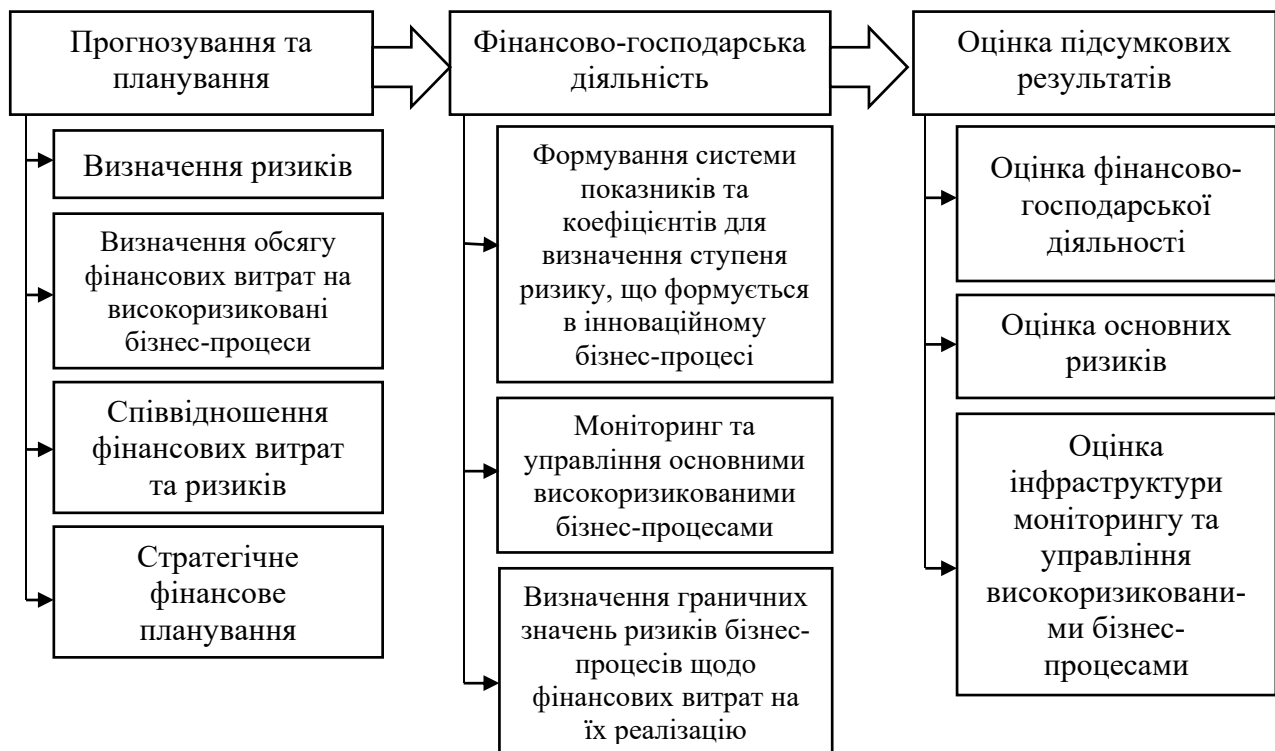 Прогнозування та
планування
Визначення ризиків
Визначення обсягу
фінансових витрат на
високоризиковані
бізнес-процеси
Співвідношення
фінансових витрат
та ризиків
Стратегічне
фінансове
планування
Фінансово-господарська
діяльність
Формування системи
показників та
коефіцієнтів для
визначення ступеня
ризику, що формується
в інноваційному
бізнес-процесі
Моніторинг та
управління основними
високоризикованими
бізнес-процесами
Визначення граничних
значень ризиків бізнес-
процесів щодо
фінансових витрат на
їх реалізацію
Оцінка підсумкових
результатів
Оцінка фінансово-
господарської
діяльності
Оцінка основних
ризиків
Оцінка
інфраструктури
моніторингу та
управління
високоризиковани-
ми бізнес-
процесами